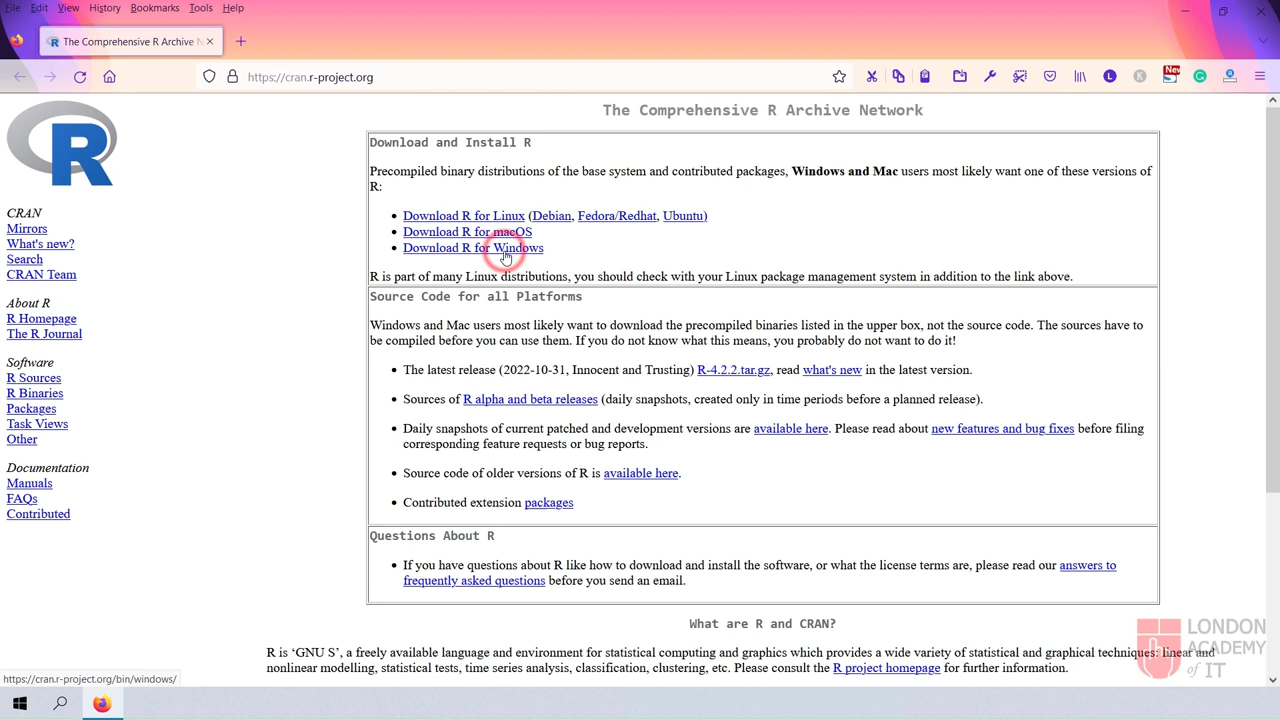 File Edit View History Bookmarks Tools Help
The Comprehensive R Archive N
https://cran.r-project.org
New
The Comprehensive R Archive Network
Download and Install R
Precompiled binary distributions of the base system and contributed packages, Windows and Mac users most likely want one of these versions of
R:
Download R for Linux (Debian, Fedora/Redhat, Ubuntu)
Download R for macOS
Download R for Windows
R is part of many Linux distributions, you should check with your Linux package management system in addition to the link above.
Source Code for all Platforms
Windows and Mac users most likely want to download the precompiled binaries listed in the upper box, not the source code. The sources have to
be compiled before you can use them. If you do not know what this means, you probably do not want to do it!
The latest release (2022-10-31, Innocent and Trusting) R-4.2.2.tar.gz, read what's new in the latest version.
Sources of R alpha and beta releases (daily snapshots, created only in time periods before a planned release).
Daily snapshots of current patched and development versions are available here. Please read about new features and bug fixes before filing
corresponding feature requests or bug reports.
Source code of older versions of R is available here.
Contributed extension packages
Questions About R
If you have questions about R like how to download and install the software, or what the license terms are, please read our answers to
frequently asked questions before you send an email.
What are R and CRAN?
R is ‘GNU S’, a freely available language and environment for statistical computing and graphics which provides a wide variety of statistical and graphical techniques: linear and
nonlinear modelling, statistical tests, time series analysis, classification, clustering, etc. Please consult the R project homepage for further information.
R
CRAN
Mirrors
What's new?
Search
CRAN Team
About R
R Homepage
The R Journal
Software
R Sources
R Binaries
Packages
Task Views
Other
Documentation
Manuals
FAQs
Contributed
https://cran.r-project.org/bin/windows/
LONDON
ACADEMY
of IT